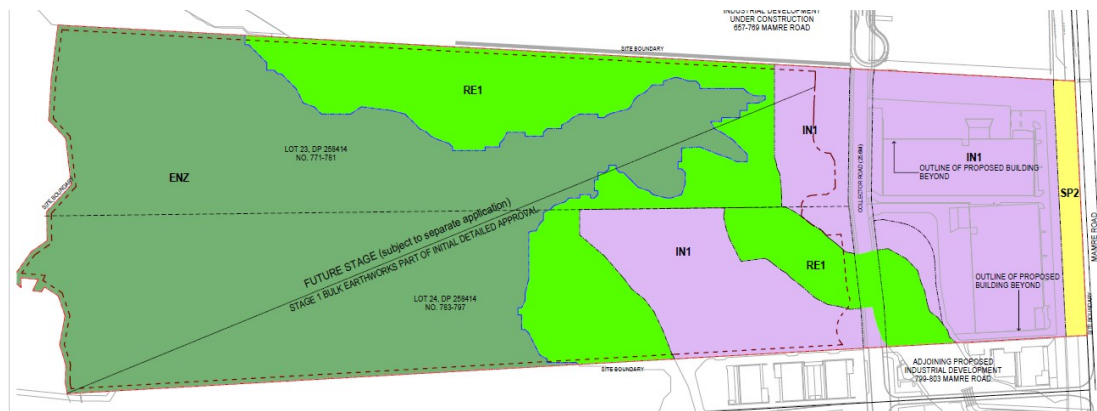 INDUSTRIAL DEVELOPMENT
UNDER CONSTRUCTION
657-769 MAMRE ROAD
SITE BOUNDARY
RE1
IN1
LOT 23, DP 258414
NO. 771-781
ENZ
COLLECTOR ROAD (25.6M)
IN1
OUTLINE OF PROPOSED BUILDING
BEYOND
SP2
SITE BOUNDARY
MAMRE ROAD
FUTURE STAGE (subject to separate application)
STAGE 1 BULK EARTHWORKS PART OF INITIAL DETAILED APPROVAL
IN1
RE1
LOT 24, DP 258414
NO. 783-797
OUTLINE OF PROPOSED
BUILDING BEYOND
SITE BOUNDARY
SITE BOUNDARY
ADJOINING PROPOSED
INDUSTRIAL DEVELOPMENT
799-803 MAMRE ROAD